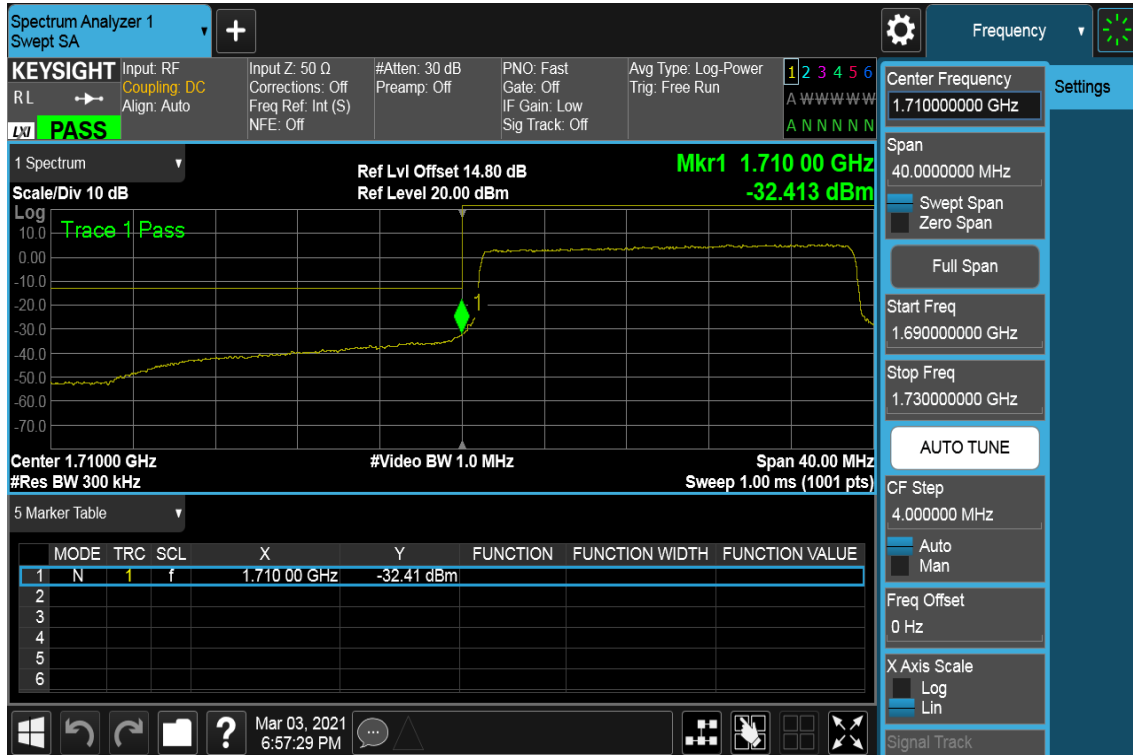 Spectrum Analyzer 1
Swept SA
+
Frequency
KEYSIGHT
RL
LXI PASS
Input: RF
Coupling: DC
Align: Auto
Input Z: 50 Ω
Corrections: Off
Freq Ref: Int (S)
NFE: Off
#Atten: 30 dB
Preamp: Off
PNO: Fast
Gate: Off
IF Gain: Low
Sig Track: Off
Avg Type: Log-Power
Trig: Free Run
1 2 3 4 5 6
A W W W W W
A N N N N N
1 Spectrum
Scale/Div 10 dB
Ref Lvl Offset 14.80 dB
Ref Level 20.00 dBm
Mkr1 1.710 00 GHz
-32.413 dBm
Log
Trace 1 Pass
10.0
0.00
-10.0
-20.0
-30.0
-40.0
-50.0
-60.0
-70.0
1
Center 1.71000 GHz
#Video BW 1.0 MHz
Span 40.00 MHz
#Res BW 300 kHz
Sweep 1.00 ms (1001 pts)
5 Marker Table
MODE TRC SCL X Y FUNCTION FUNCTION WIDTH FUNCTION VALUE
1 N 1 f 1.710 00 GHz -32.41 dBm
2
3
4
5
6
?
Mar 03, 2021
6:57:29 PM
Center Frequency
1.710000000 GHz
Settings
Span
40.0000000 MHz
Swept Span
Zero Span
Full Span
Start Freq
1.690000000 GHz
Stop Freq
1.730000000 GHz
AUTO TUNE
CF Step
4.000000 MHz
Auto
Man
Freq Offset
0 Hz
X Axis Scale
Log
Lin
Signal Track